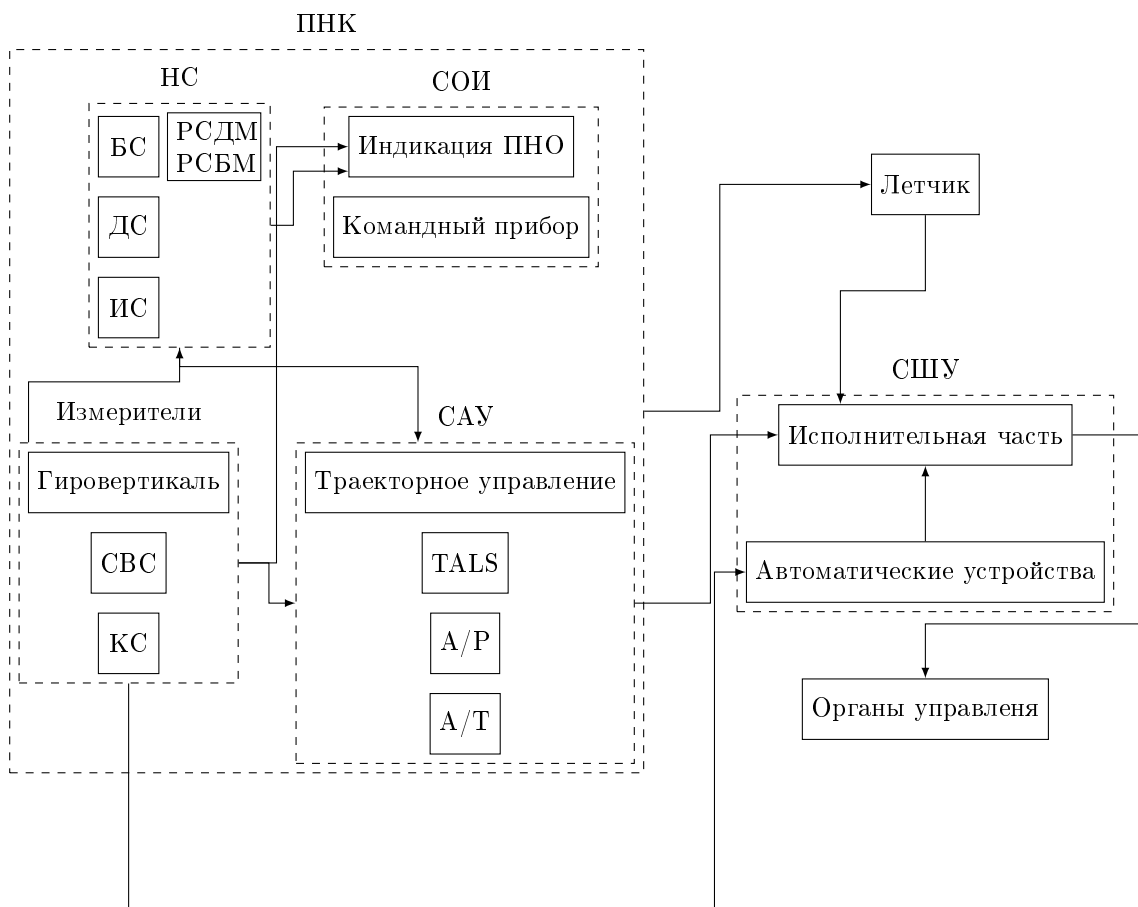 ПНК
НС
СОИ
БС
РСДМ
РСБМ
Индикация ПНО
Летчик
ДС
Командный прибор
ИС
СШУ
Измерители
САУ
Исполнительная часть
Гировертикаль
Траекторное управление
СВС
TALS
Автоматические устройства
КС
А/Р
Органы управленя
А/Т